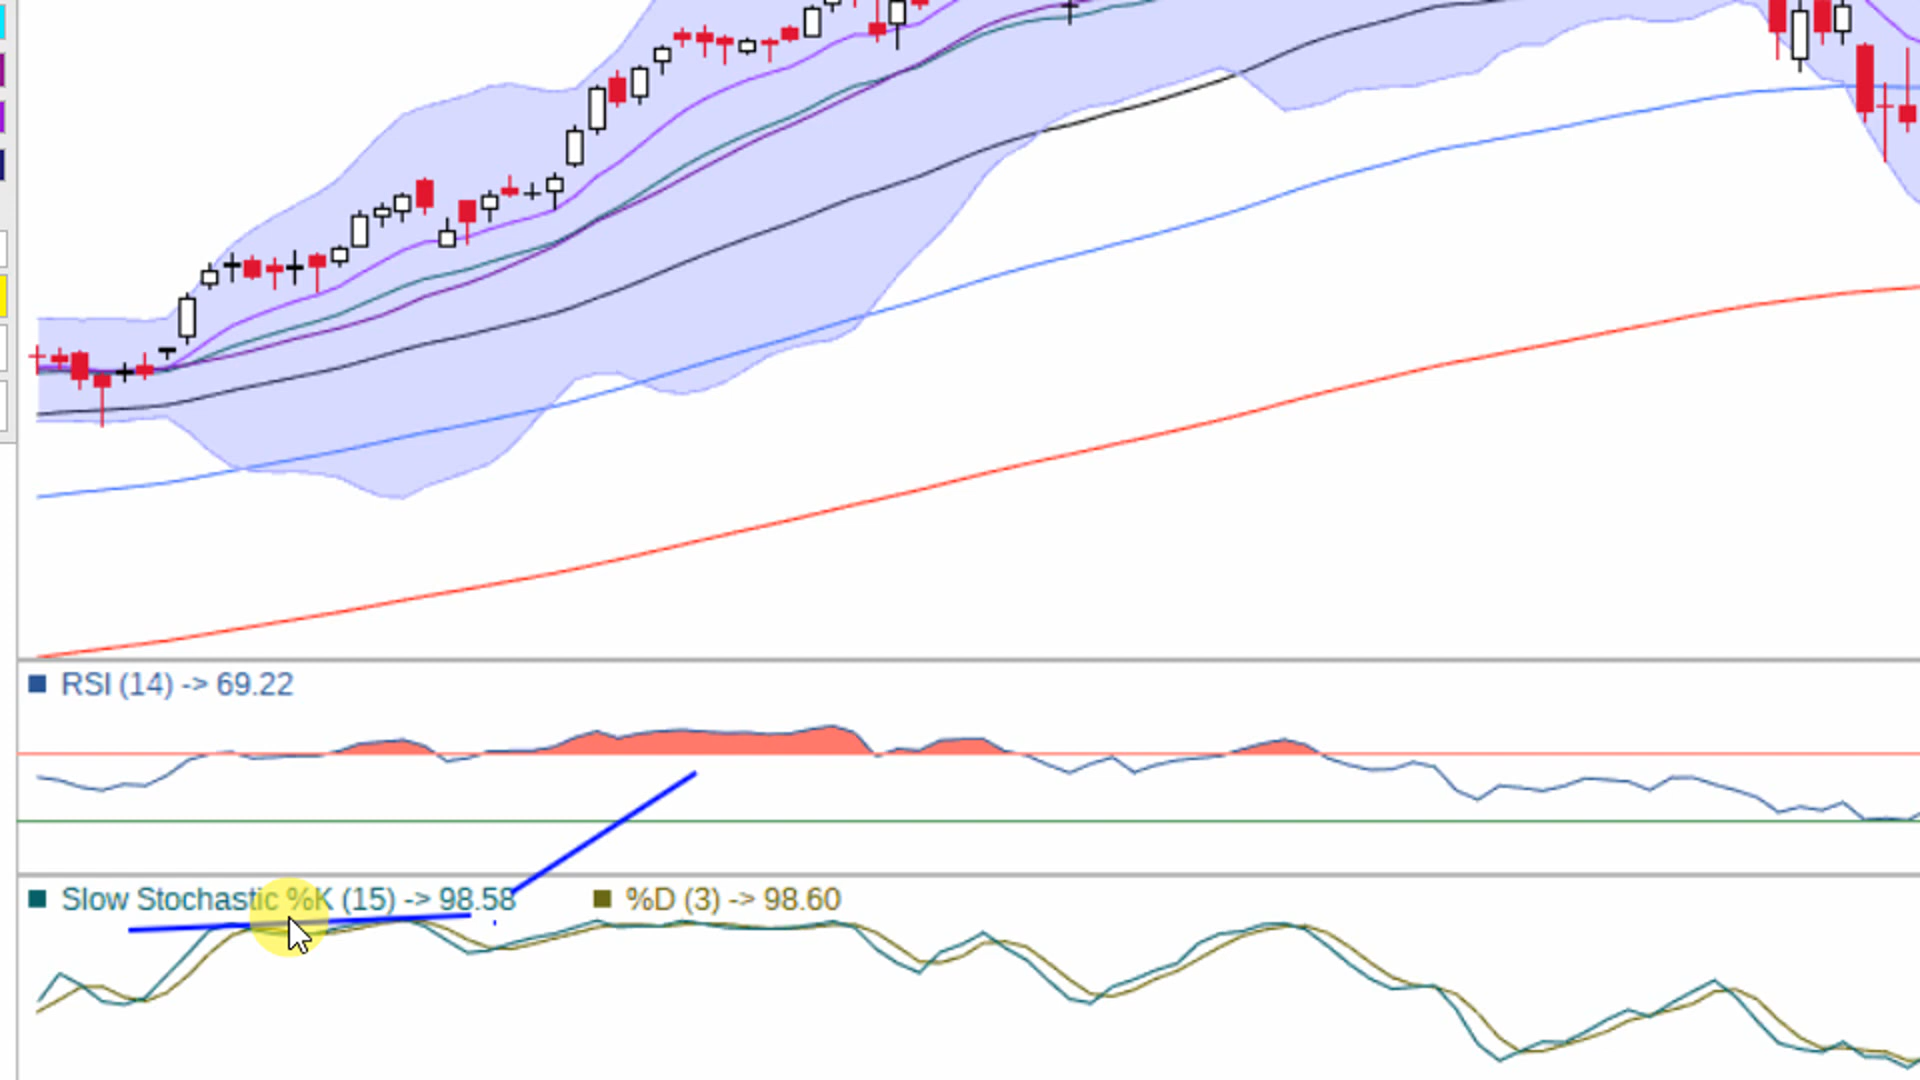 RSI (14) -> 69.22
Slow Stochastic %K (15) -> 98.58 %D (3) -> 98.60